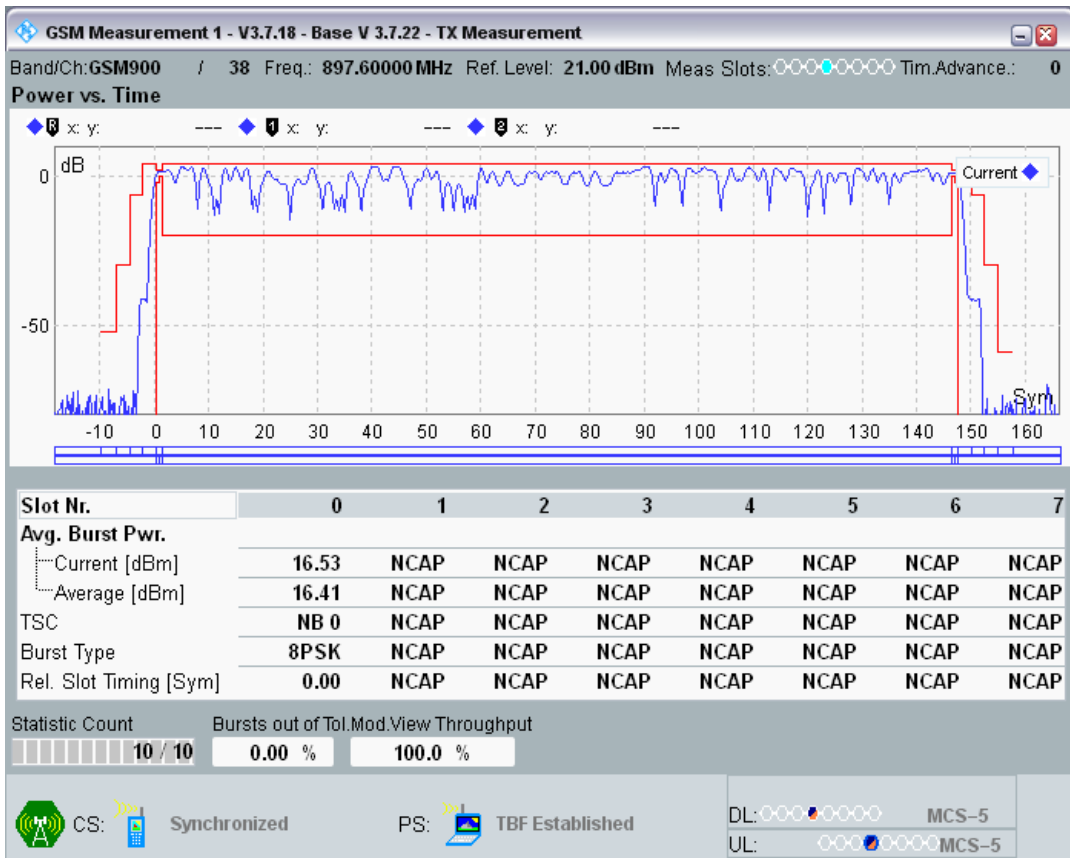 GSM Measurement 1 - V3.7.18 - Base V 3.7.22 - TX Measurement
Band/Ch:GSM900 / 38 Freq.: 897.60000 MHz Ref. Level: 21.00 dBm Meas Slots: Tim.Advance.: 0
Power vs. Time
R x: y: --- 1 x: y: --- 2 x: y: ---
dB
Current
0
-50
Sym
-10 0 10 20 30 40 50 60 70 80 90 100 110 120 130 140 150 160
Slot Nr. 0 1 2 3 4 5 6 7
Avg. Burst Pwr.
Current [dBm] 16.53 NCAP NCAP NCAP NCAP NCAP NCAP NCAP
Average [dBm] 16.41 NCAP NCAP NCAP NCAP NCAP NCAP NCAP
TSC NB 0 NCAP NCAP NCAP NCAP NCAP NCAP NCAP
Burst Type 8PSK NCAP NCAP NCAP NCAP NCAP NCAP NCAP
Rel. Slot Timing [Sym] 0.00 NCAP NCAP NCAP NCAP NCAP NCAP NCAP
Statistic Count Bursts out of Tol. Mod.View Throughput
10 / 10 0.00 % 100.0 %
CS: Synchronized PS: TBF Established
DL: MCS-5
UL: MCS-5